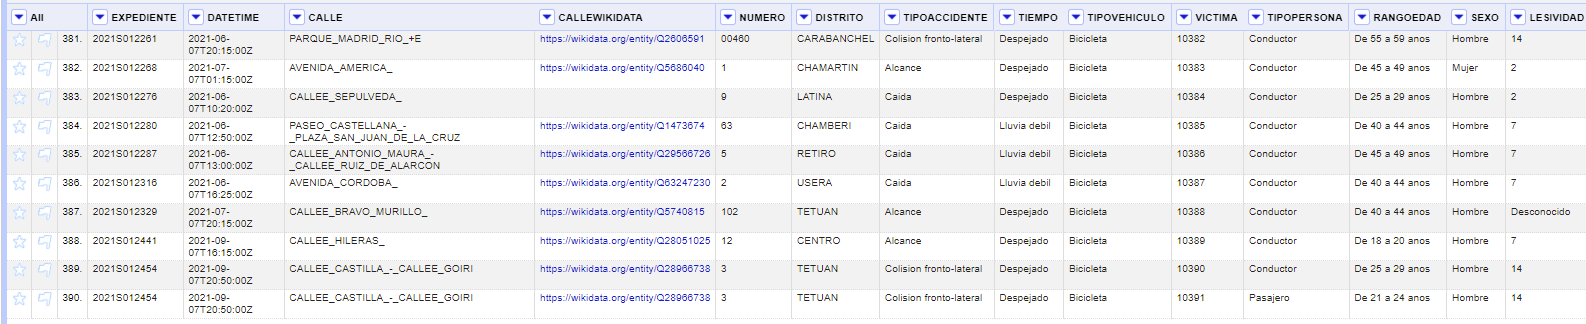 All EXPEDIENTE DATETIME CALLE CALLEWIKIDATA NUMERO DISTRITO TIPOACCIDENTE TIEMPO TIPOVEHICULO VICTIMA TIPOPERSONA RANGOEDAD SEXO LESIVIDAD
381. 2021S012261 2021-06- PARQUE_MADRID_RIO_+E https://wikidata.org/entity/Q2606591 00460 CARABANCHEL Colision fronto-lateral Despejado Bicicleta 10382 Conductor De 55 a 59 anos Hombre 14
07T20:15:00Z
382. 2021S012268 2021-07- AVENIDA_AMERICA_ https://wikidata.org/entity/Q5686040 1 CHAMARTIN Alcance Despejado Bicicleta 10383 Conductor De 45 a 49 anos Mujer 2
07T01:15:00Z
383. 2021S012276 2021-06- CALLEE_SEPULVEDA_ 9 LATINA Caida Despejado Bicicleta 10384 Conductor De 25 a 29 anos Hombre 2
07T10:20:00Z
384. 2021S012280 2021-06- PASEO_CASTELLANA_- https://wikidata.org/entity/Q1473674 63 CHAMBERI Caida Lluvia debil Bicicleta 10385 Conductor De 40 a 44 anos Hombre 7
07T12:50:00Z _PLAZA_SAN_JUAN_DE_LA_CRUZ
385. 2021S012287 2021-06- CALLEE_ANTONIO_MAURA_- https://wikidata.org/entity/Q29566726 5 RETIRO Caida Lluvia debil Bicicleta 10386 Conductor De 45 a 49 anos Hombre 7
07T13:00:00Z _CALLEE_RUIZ_DE_ALARCON
386. 2021S012316 2021-06- AVENIDA_CORDOBA_ https://wikidata.org/entity/Q63247230 2 USERA Caida Lluvia debil Bicicleta 10387 Conductor De 40 a 44 anos Hombre 7
07T16:25:00Z
387. 2021S012329 2021-07- CALLEE_BRAVO_MURILLO_ https://wikidata.org/entity/Q5740815 102 TETUAN Alcance Despejado Bicicleta 10388 Conductor De 40 a 44 anos Hombre Desconocido
07T20:15:00Z
388. 2021S012441 2021-09- CALLEE_HILERAS_ https://wikidata.org/entity/Q28051025 12 CENTRO Alcance Despejado Bicicleta 10389 Conductor De 18 a 20 anos Hombre 7
07T16:15:00Z
389. 2021S012454 2021-09- CALLEE_CASTILLA_-_CALLEE_GOIRI https://wikidata.org/entity/Q28966738 3 TETUAN Colision fronto-lateral Despejado Bicicleta 10390 Conductor De 25 a 29 anos Hombre 14
07T20:50:00Z
390. 2021S012454 2021-09- CALLEE_CASTILLA_-_CALLEE_GOIRI https://wikidata.org/entity/Q28966738 3 TETUAN Colision fronto-lateral Despejado Bicicleta 10391 Pasajero De 21 a 24 anos Hombre 14
07T20:50:00Z